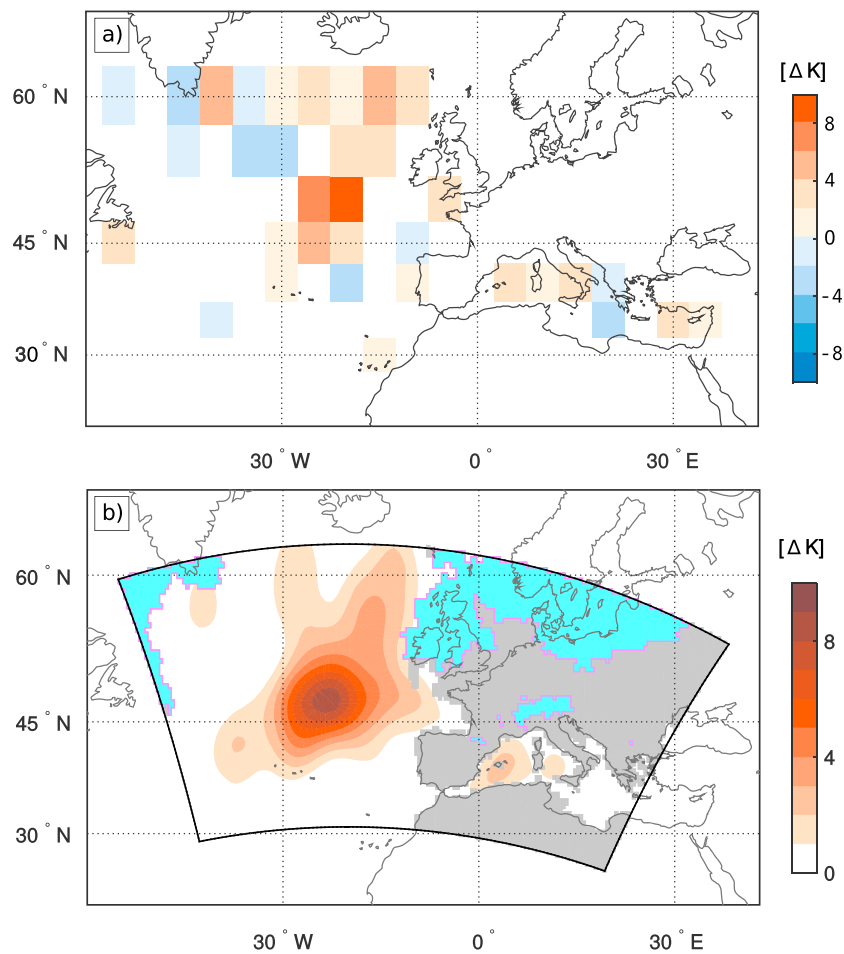 a)
[Δ K]
60 ° N
8
4
45 ° N
0
-4
30 ° N
-8
30 ° W
0 °
30 ° E
b)
[Δ K]
60 ° N
8
45 ° N
4
30 ° N
0
30 ° W
0 °
30 ° E